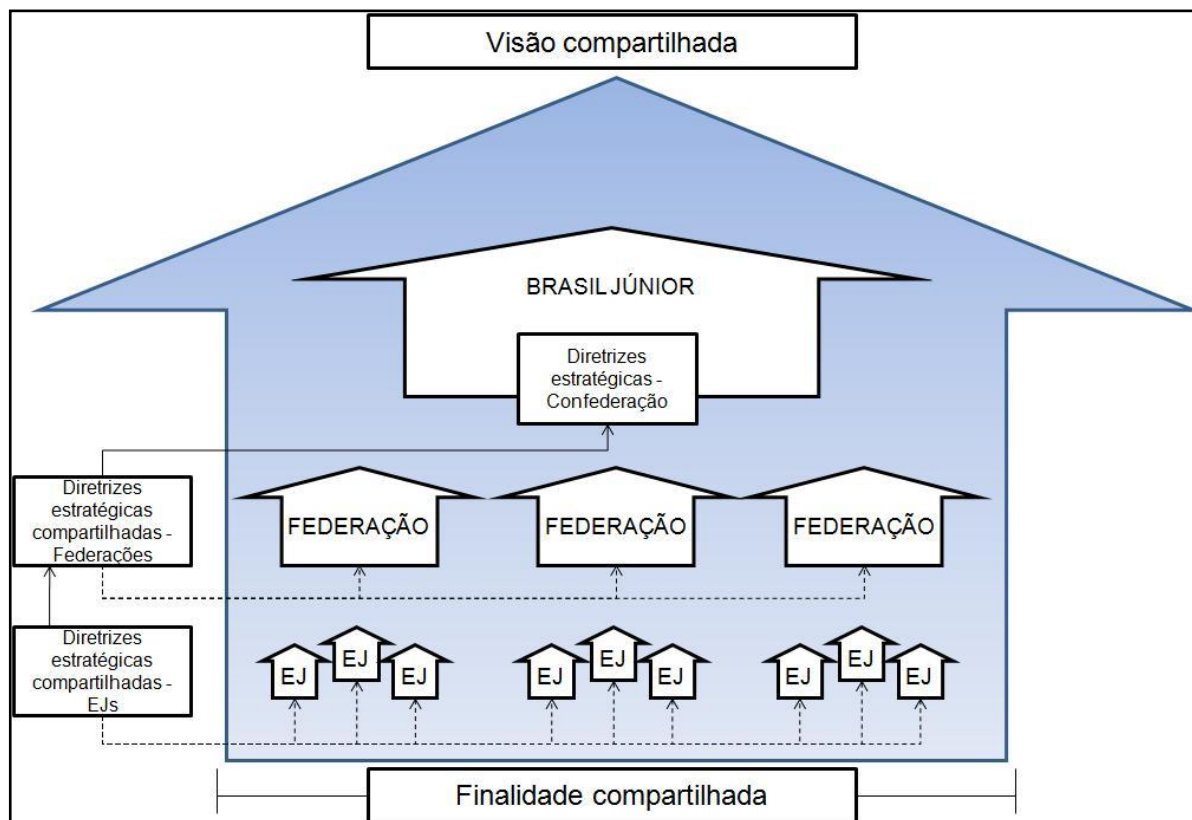 Visão compartilhada
BRASIL JÚNIOR
Diretrizes
estratégicas -
Confederação
Diretrizes
estratégicas
compartilhadas -
Federações
FEDERAÇÃO
FEDERAÇÃO
FEDERAÇÃO
Diretrizes
estratégicas
compartilhadas -
EJs
EJ
EJ
EJ
EJ
EJ
EJ
EJ
EJ
EJ
Finalidade compartilhada